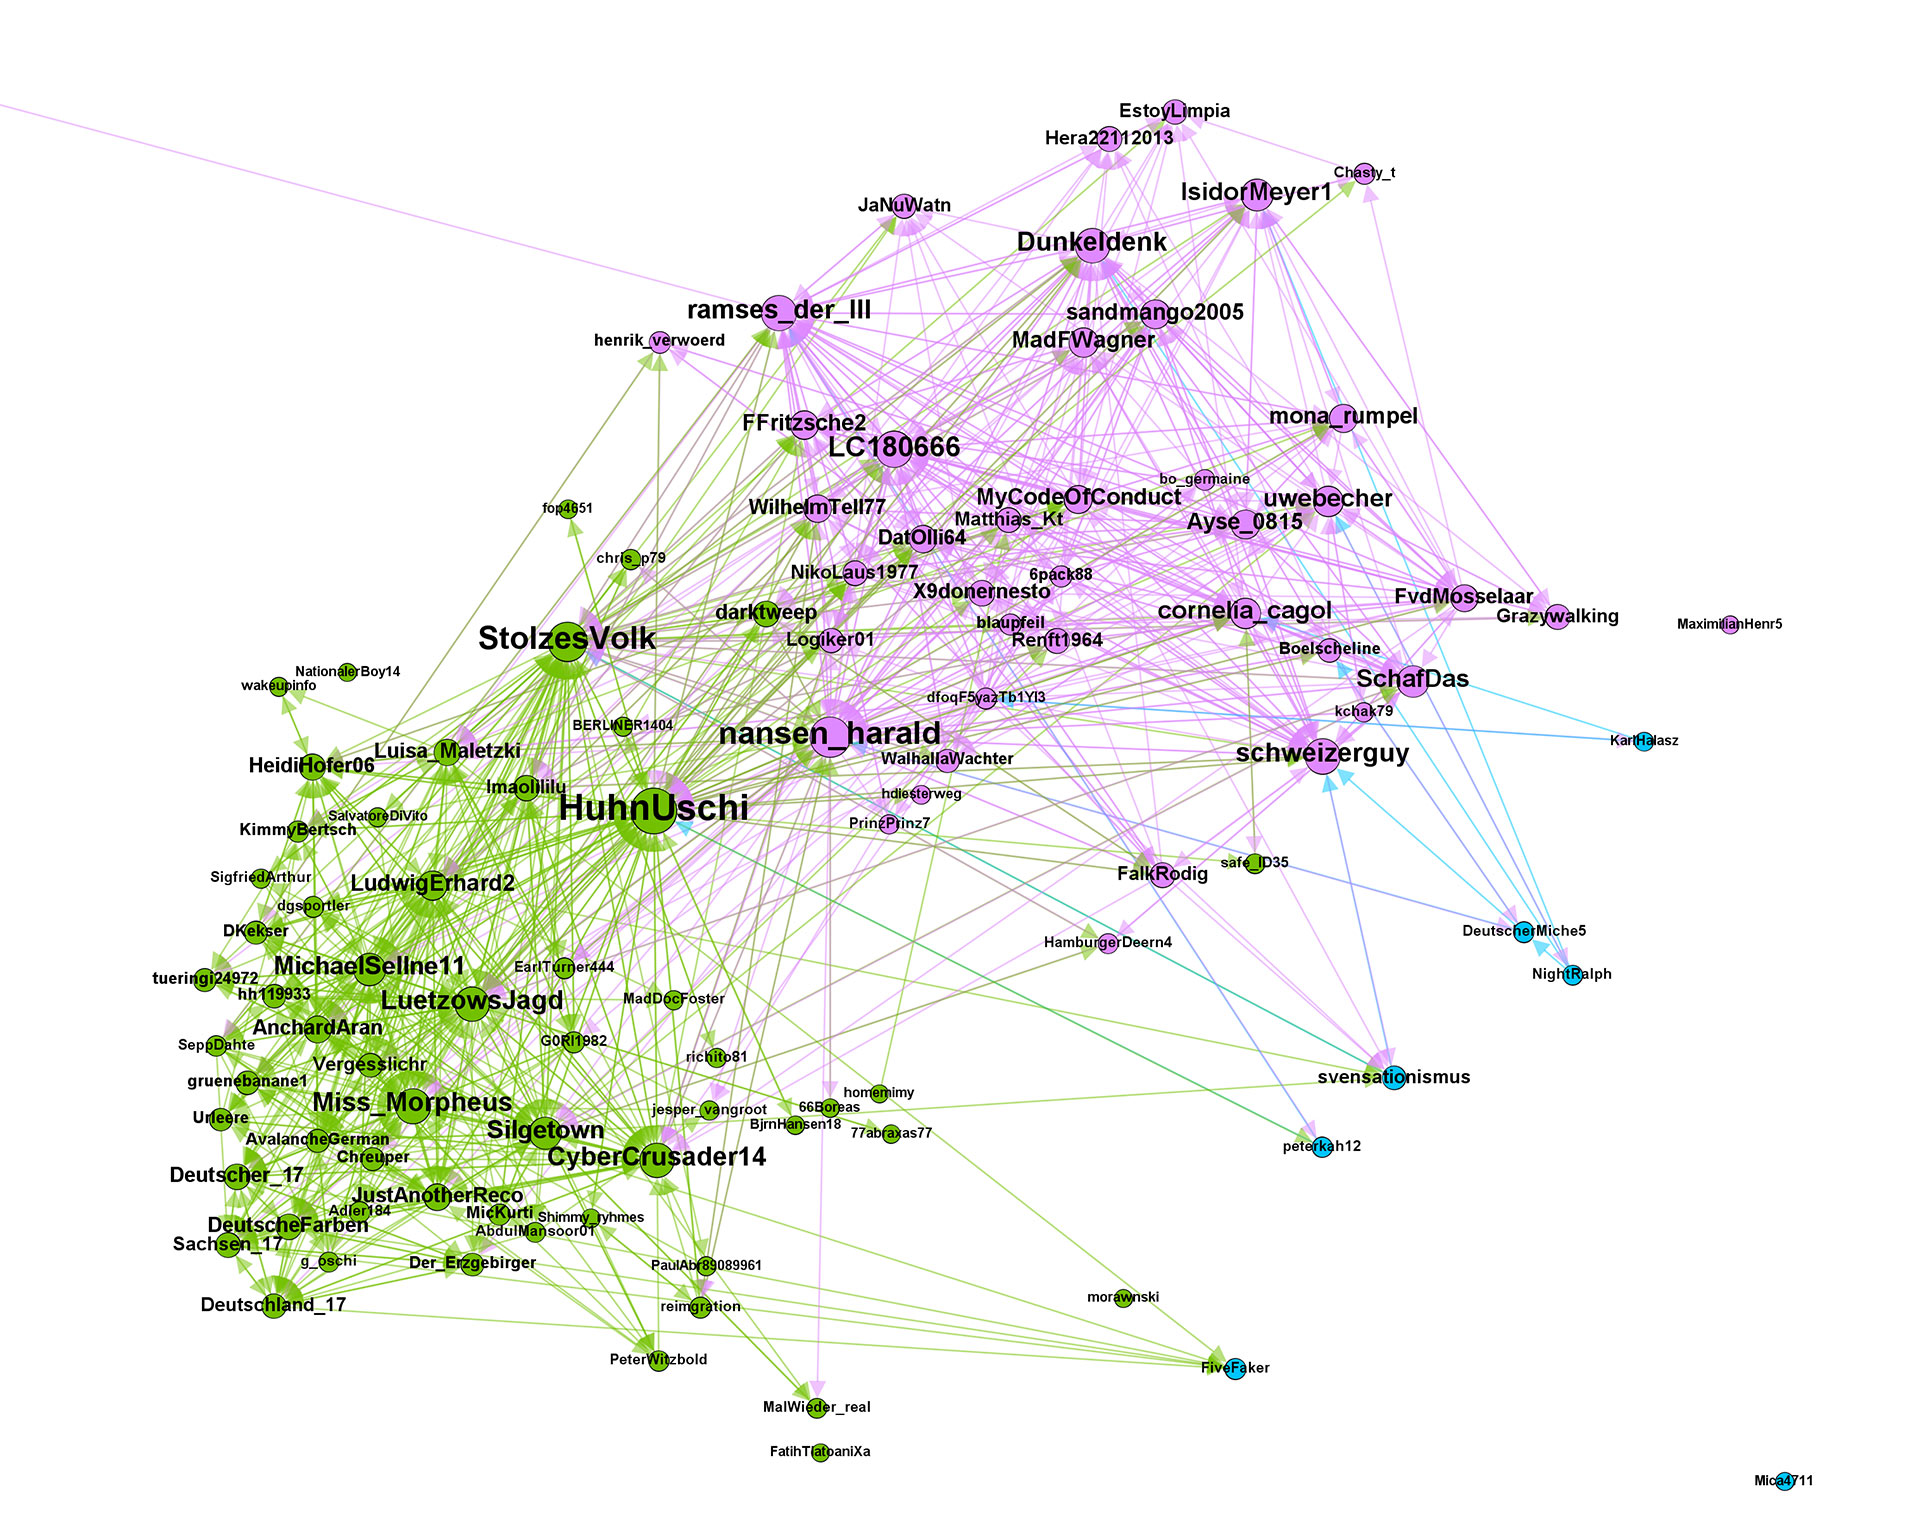 EstoyLimpia
Hera22112013
Chasty_t
IsidorMeyer1
JaNuWatn
Dunkeldenk
ramses_der_III
sandmango2005
henrik_verwoerd
MadFWagner
FFritzsche2
mona_rumpel
LC180666
bo_germaine
MyCodeOfConduct
uwebecher
fop4651
WilhelmTell77
Matthias_Kt
Ayse_0815
DatOlli64
chris_p79
NikoLaus1977
6pack88
X9donernesto
FvdMosselaar
darktweep
cornelia_cagol
Grazywalking
blaupfeil
MaximilianHenr5
StolzesVolk
Logiker01
Renft1964
Boelscheline
NationalerBoy14
wakeupinfo
SchafDas
dfoqF5yazTb1Yl3
kchak79
BERLINER1404
nansen_harald
KarlHalasz
Luisa_Maletzki
schweizerguy
HeidiHofer06
WalhallaWachter
lmaolililu
hdiesterweg
HuhnUschi
SalvatoreDiVito
KimmyBertsch
PrinzPrinz7
safe_ID35
SigfriedArthur
LudwigErhard2
FalkRodig
dgsportler
DKekser
DeutscherMiche5
HamburgerDeern4
MichaelSellne11
EarlTurner444
NightRalph
tueringi24972
hh119933
LuetzowsJagd
MadDocFoster
AnchardAran
SeppDahte
G0RI1982
richito81
Vergesslichr
gruenebanane1
svensationismus
homemimy
Miss_Morpheus
jesper_vangroot
66Boreas
Urleere
BjrnHansen18
77abraxas77
Silgetown
AvalancheGerman
peterkah12
Chreuper
CyberCrusader14
Deutscher_17
JustAnotherReco
Adler184
MicKurti
Shimmy_ryhmes
DeutscheFarben
AbdulMansoor01
Sachsen_17
g_oschi
Der_Erzgebirger
PaulAbr89089961
morawnski
Deutschland_17
reimgration
PeterWitzbold
FiveFaker
MalWieder_real
FatihTlatoaniXa
Mica4711